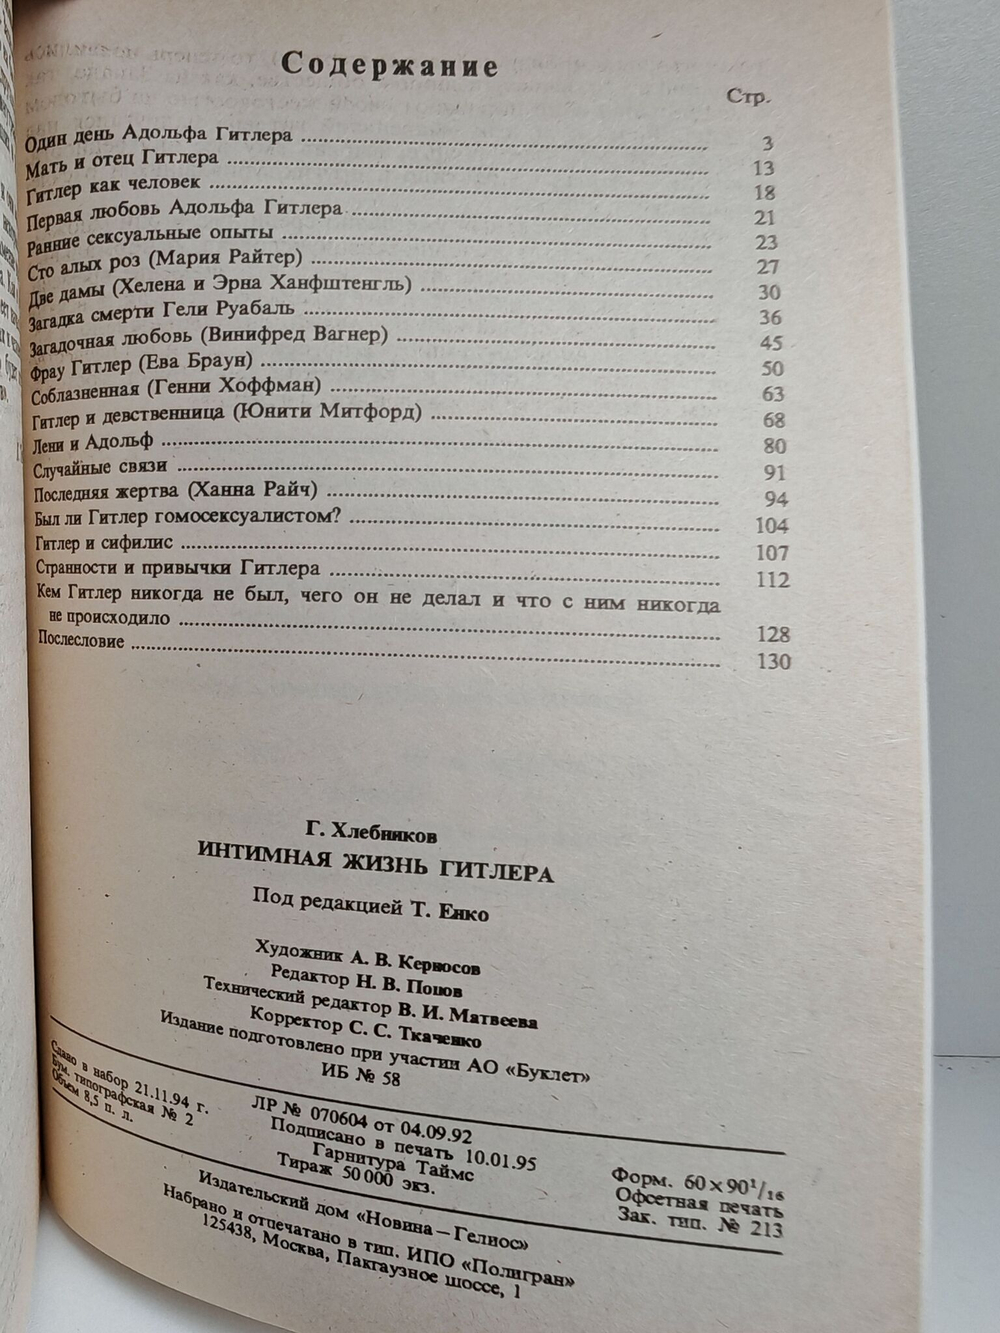 Содержание
Стр.
Один день Адольфа Гитлера 3
Мать и отец Гитлера 13
Гитлер как человек 18
Первая любовь Адольфа Гитлера 21
Ранние сексуальные опыты 23
Сто алых роз (Мария Райтер) 27
Две дамы (Хелена и Эрна Ханфштенгль) 30
Загадка смерти Гели Руабаль 36
Загадочная любовь (Винифред Вагнер) 45
Фрау Гитлер (Ева Браун) 50
Соблазненная (Генни Хоффман) 63
Гитлер и девственница (Юнити Митфорд) 68
Лени и Адольф 80
Случайные связи 91
Последняя жертва (Ханна Райч) 94
Был ли Гитлер гомосексуалистом? 104
Гитлер и сифилис 107
Странности и привычки Гитлера 112
Кем Гитлер никогда не был, чего он не делал и что с ним никогда
не происходило 128
Послесловие 130
Г. Хлебников
ИНТИМНАЯ ЖИЗНЬ ГИТЛЕРА
Под редакцией Т. Енко
Художник А. В. Керносов
Редактор Н. В. Попов
Технический редактор В. И. Матвеева
Корректор С. С. Ткаченко
Издание подготовлено при участии АО «Буклет»
ИБ № 58
Сдано в набор 21.11.94 г.
Бум. типографская № 2
Объем 8,5 п. л.
ЛР № 070604 от 04.09.92
Подписано в печать 10.01.95
Гарнитура Таймс
Тираж 50 000 экз.
Форм. 60×90¹/₁₆
Офсетная печать
Зак. тип. № 213
Издательский дом «Новина—Гелиос»
Набрано и отпечатано в тип. ИПО «Полигран»
125438, Москва, Пакгаузное шоссе, 1